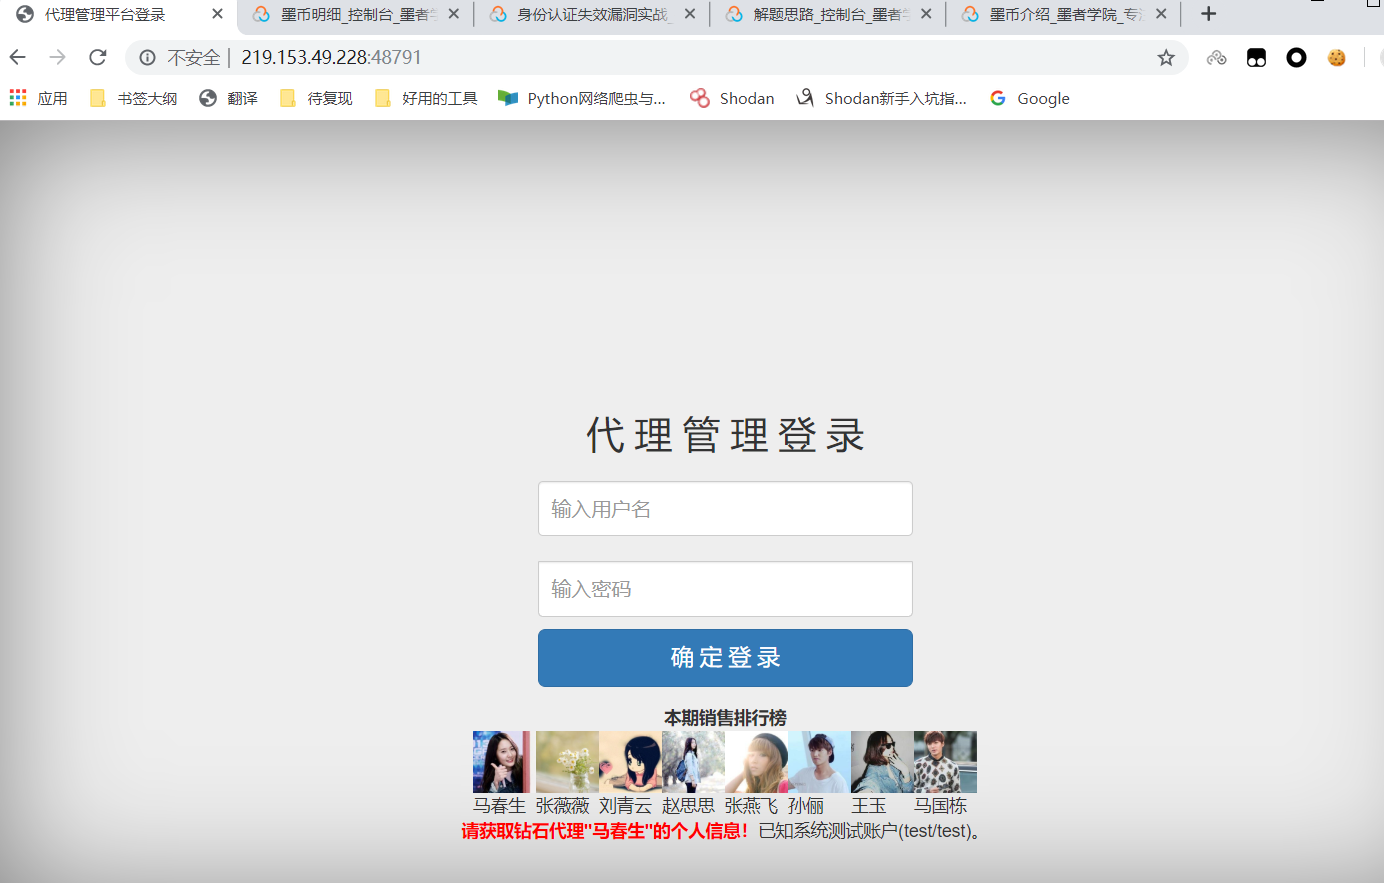 代理管理平台登录
墨币明细_控制台_墨者学
身份认证失效漏洞实战_
解题思路_控制台_墨者学
墨币介绍_墨者学院_专注
不安全 | 219.153.49.228:48791
应用 书签大纲 翻译 待复现 好用的工具 Python网络爬虫与... Shodan Shodan新手入坑指... Google
代理管理登录
输入用户名
输入密码
确定登录
本期销售排行榜
马春生 张薇薇 刘青云 赵思思 张燕飞 孙俪 王玉 马国栋
请获取钻石代理"马春生"的个人信息！已知系统测试账户(test/test)。